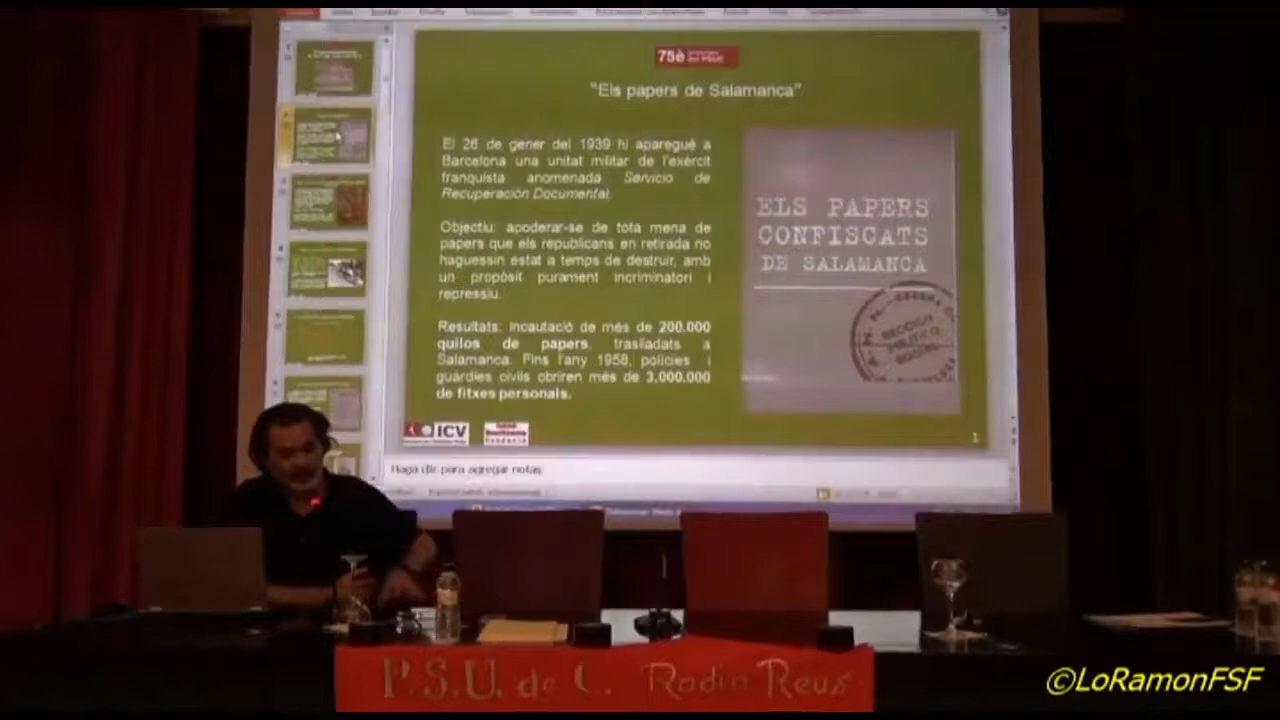 75è
"Els papers de Salamanca"
El 26 de gener del 1939 hi aparegué a
Barcelona una unitat militar de l'exèrcit
franquista anomenada Servicio de
Recuperación Documental.
Objectiu: apoderar-se de tota mena de
papers que els republicans en retirada no
haguessin estat a temps de destruir, amb
un propòsit purament incriminatori i
repressiu.
Resultats: incautació de més de 200.000
quilos de papers, traslladats a
Salamanca. Fins l'any 1958, policies i
guàrdies civils obriren més de 3.000.000
de fitxes personals.
ELS PAPERS
CONFISCATS
DE SALAMANCA
SECCIÓN
POLÍTICO
SOCIAL
ICV
1
Haga clic para agregar notas
P.S.U. de C. Radio Reus
©LoRamonFSF